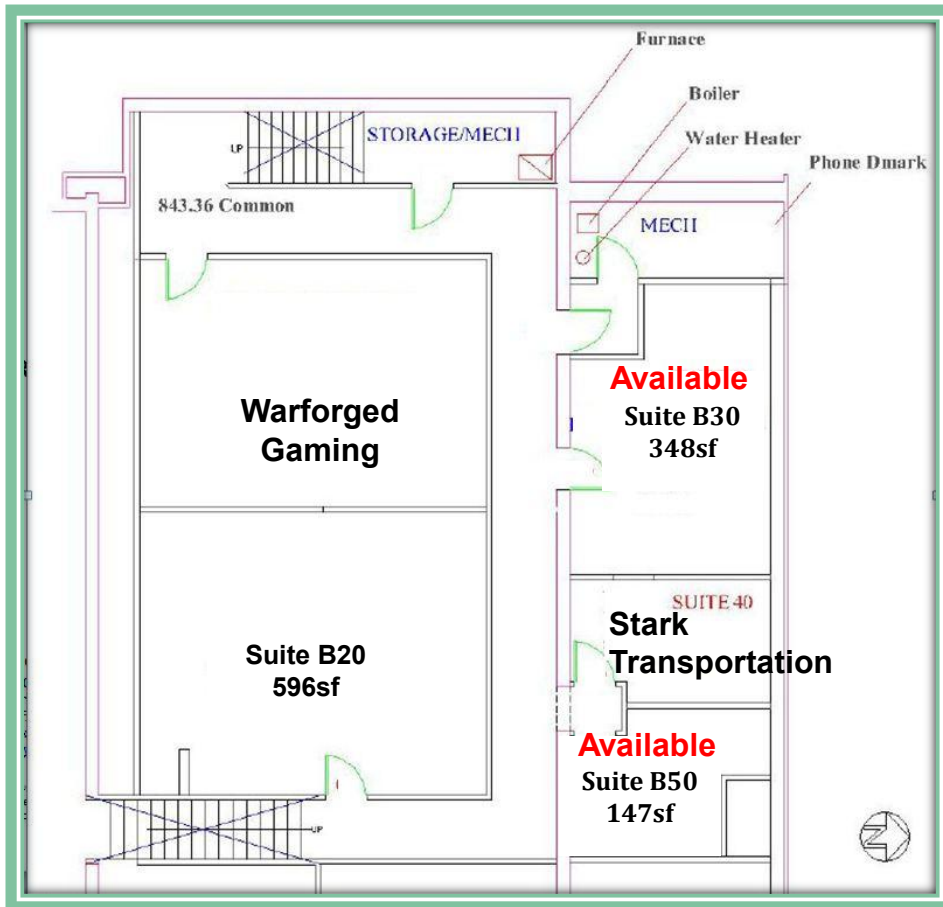 Furnace
Boiler
Water Heater
Phone Dmark
UP
STORAGE/MECH
843.36 Common
MECH
Warforged
Gaming
Available
Suite B30
348sf
SUITE 40
Stark
Transportation
Suite B20
596sf
Available
Suite B50
147sf
UP
Z